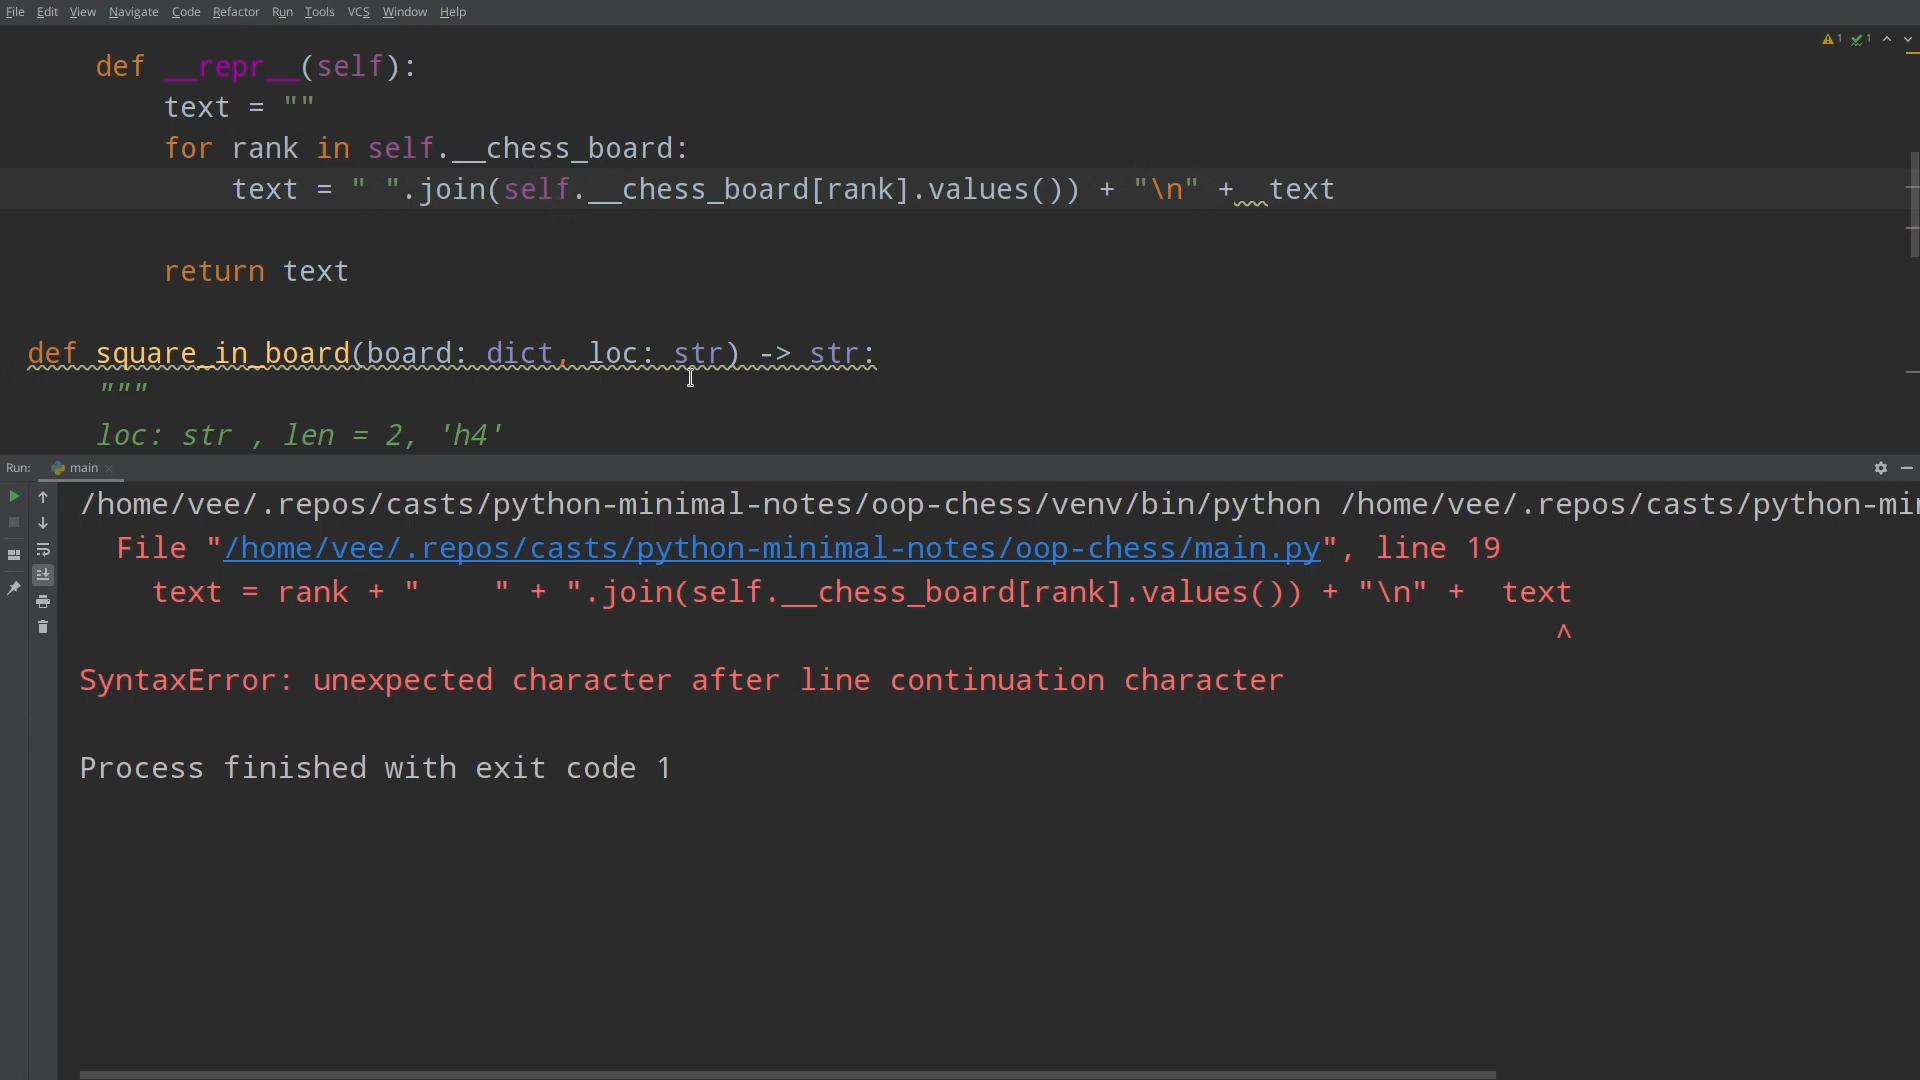 File Edit View Navigate Code Refactor Run Tools VCS Window Help
1 1
def __repr__(self):
text = ""
for rank in self.__chess_board:
text = " ".join(self.__chess_board[rank].values()) + "\n" +  text
return text
def square_in_board(board: dict, loc: str) -> str:
"""
loc: str , len = 2, 'h4'
Run: main
/home/vee/.repos/casts/python-minimal-notes/oop-chess/venv/bin/python /home/vee/.repos/casts/python-min
File "/home/vee/.repos/casts/python-minimal-notes/oop-chess/main.py", line 19
text = rank + "    " + ".join(self.__chess_board[rank].values()) + "\n" +  text
^
SyntaxError: unexpected character after line continuation character
Process finished with exit code 1